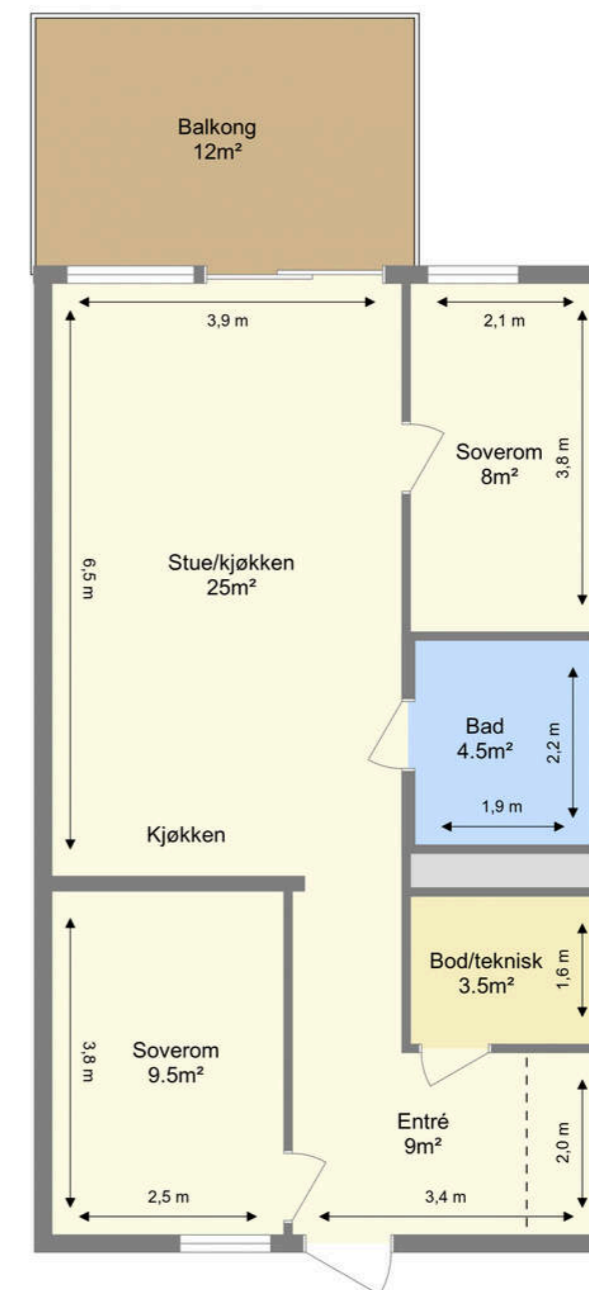 Balkong
12m²
3,9 m
2,1 m
Soverom
8m²
3,8 m
6,5 m
Stue/kjøkken
25m²
Bad
4.5m²
2,2 m
1,9 m
Kjøkken
Bod/teknisk
3.5m²
1,6 m
3,8 m
Soverom
9.5m²
Entré
9m²
2,0 m
2,5 m
3,4 m